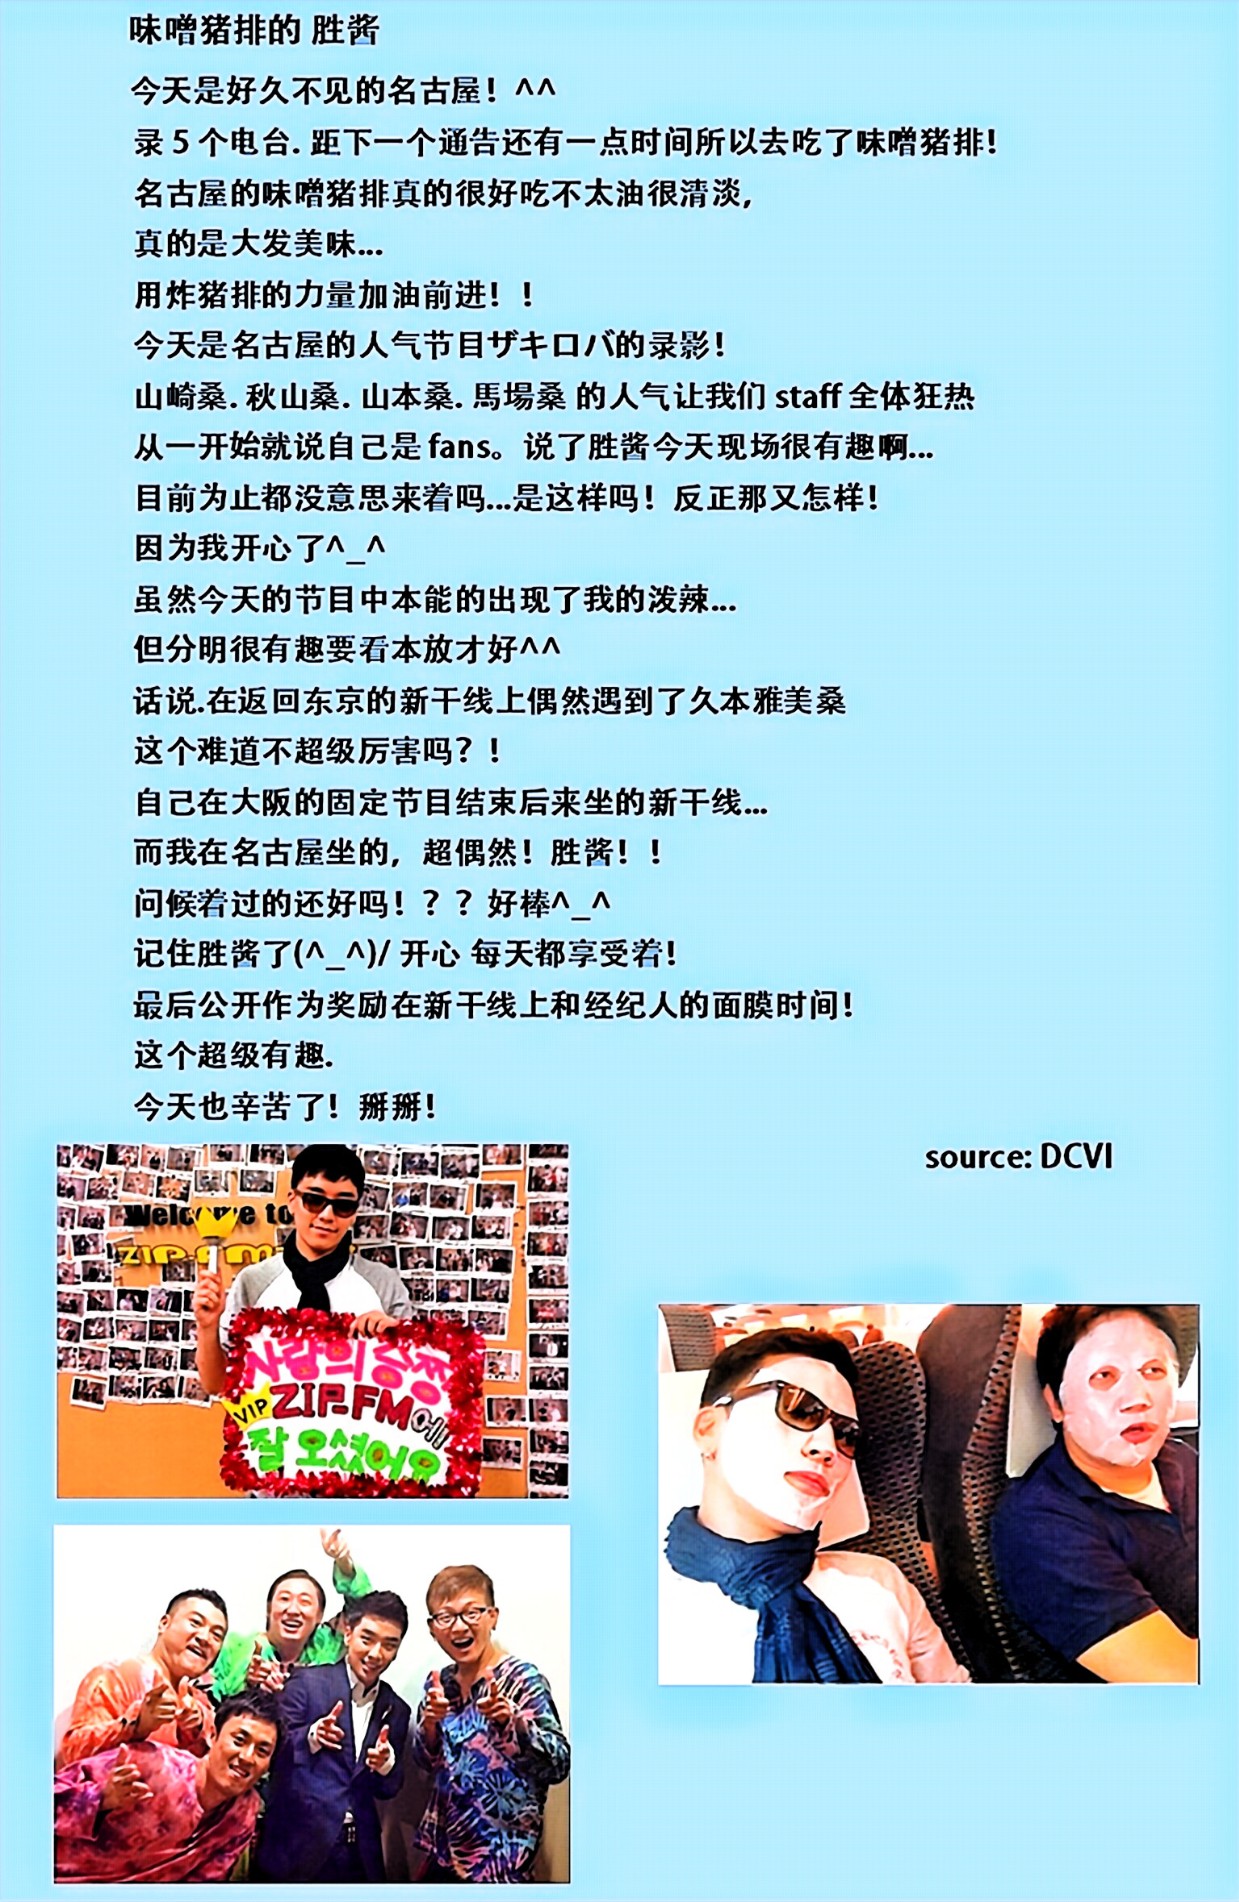 味噌猪排的 胜酱
今天是好久不见的名古屋！^^
录 5 个电台. 距下一个通告还有一点时间所以去吃了味噌猪排！
名古屋的味噌猪排真的很好吃不太油很清淡,
真的是大发美味...
用炸猪排的力量加油前进！！
今天是名古屋的人气节目ザキロバ的录影！
山崎桑. 秋山桑. 山本桑. 馬場桑 的人气让我们 staff 全体狂热
从一开始就说自己是 fans。说了胜酱今天现场很有趣啊...
目前为止都没意思来着吗...是这样吗！反正那又怎样！
因为我开心了^_^
虽然今天的节目中本能的出现了我的泼辣...
但分明很有趣要看本放才好^^
话说.在返回东京的新干线上偶然遇到了久本雅美桑
这个难道不超级厉害吗？！
自己在大阪的固定节目结束后来坐的新干线...
而我在名古屋坐的，超偶然！胜酱！！
问候着过的还好吗！？？好棒^_^
记住胜酱了(^_^)/ 开心 每天都享受着！
最后公开作为奖励在新干线上和经纪人的面膜时间！
这个超级有趣.
今天也辛苦了！掰掰！
source: DCVI
Welcome to
ZIP-FM
사랑의 승짱
VIP ZIP-FM에
잘 오셨어요